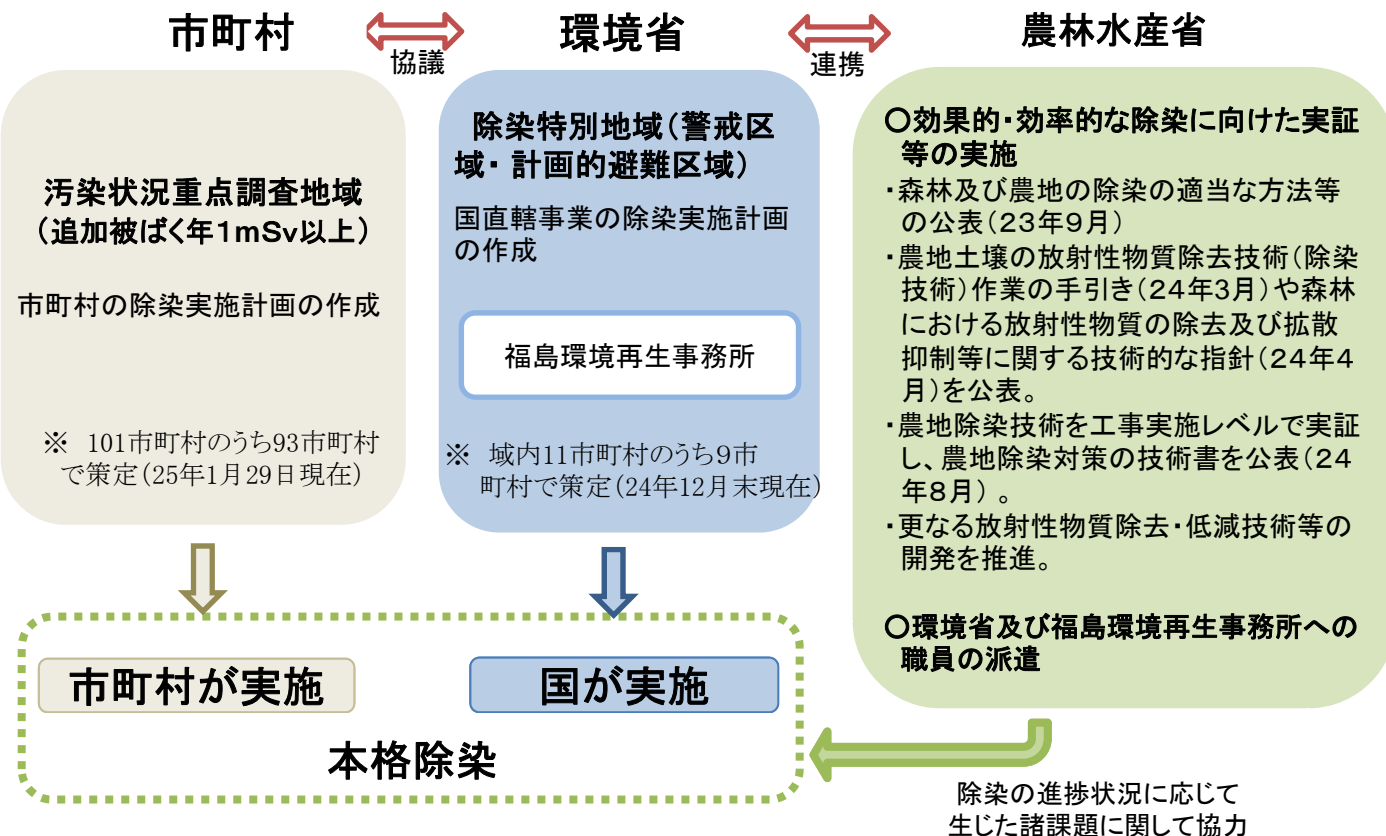 市町村
協議
環境省
連携
農林水産省
汚染状況重点調査地域
(追加被ばく年1mSv以上)
市町村の除染実施計画の作成
※ 101市町村のうち93市町村
で策定(25年1月29日現在)
除染特別地域(警戒区
域・計画的避難区域)
国直轄事業の除染実施計画
の作成
福島環境再生事務所
※ 域内11市町村のうち9市
町村で策定(24年12月末現在)
○効果的・効率的な除染に向けた実証
等の実施
・森林及び農地の除染の適当な方法等
の公表(23年9月)
・農地土壌の放射性物質除去技術(除染
技術)作業の手引き(24年3月)や森林
における放射性物質の除去及び拡散
抑制等に関する技術的な指針(24年4
月)を公表。
・農地除染技術を工事実施レベルで実証
し、農地除染対策の技術書を公表(24
年8月)。
・更なる放射性物質除去・低減技術等の
開発を推進。
○環境省及び福島環境再生事務所への
職員の派遣
市町村が実施
国が実施
本格除染
除染の進捗状況に応じて
生じた諸課題に関して協力